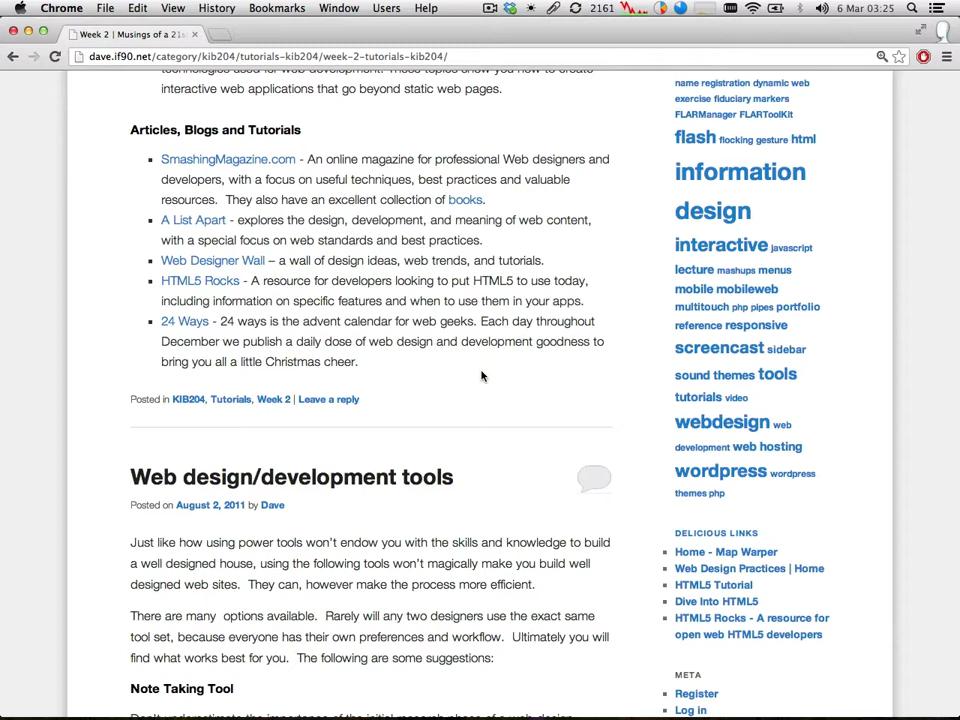 Chrome File Edit View History Bookmarks Window Users Help 2161 6 Mar 03:25
Week 2 | Musings of a 21s
dave.if90.net/category/kib204/tutorials-kib204/week-2-tutorials-kib204/
interactive web applications that go beyond static web pages.
Articles, Blogs and Tutorials
SmashingMagazine.com - An online magazine for professional Web designers and
developers, with a focus on useful techniques, best practices and valuable
resources. They also have an excellent collection of books.
A List Apart - explores the design, development, and meaning of web content,
with a special focus on web standards and best practices.
Web Designer Wall – a wall of design ideas, web trends, and tutorials.
HTML5 Rocks - A resource for developers looking to put HTML5 to use today,
including information on specific features and when to use them in your apps.
24 Ways - 24 ways is the advent calendar for web geeks. Each day throughout
December we publish a daily dose of web design and development goodness to
bring you all a little Christmas cheer.
Posted in KIB204, Tutorials, Week 2 | Leave a reply
Web design/development tools
Posted on August 2, 2011 by Dave
Just like how using power tools won't endow you with the skills and knowledge to build
a well designed house, using the following tools won't magically make you build well
designed web sites. They can, however make the process more efficient.
There are many options available. Rarely will any two designers use the exact same
tool set, because everyone has their own preferences and workflow. Ultimately you will
find what works best for you. The following are some suggestions:
Note Taking Tool
name registration dynamic web
exercise fiduciary markers
FLARManager FLARToolKIt
flash flocking gesture html
information
design
interactive javascript
lecture mashups menus
mobile mobileweb
multitouch php pipes portfolio
reference responsive
screencast sidebar
sound themes tools
tutorials video
webdesign web
development web hosting
wordpress wordpress
themes php
DELICIOUS LINKS
Home - Map Warper
Web Design Practices | Home
HTML5 Tutorial
Dive Into HTML5
HTML5 Rocks - A resource for
open web HTML5 developers
META
Register
Log in